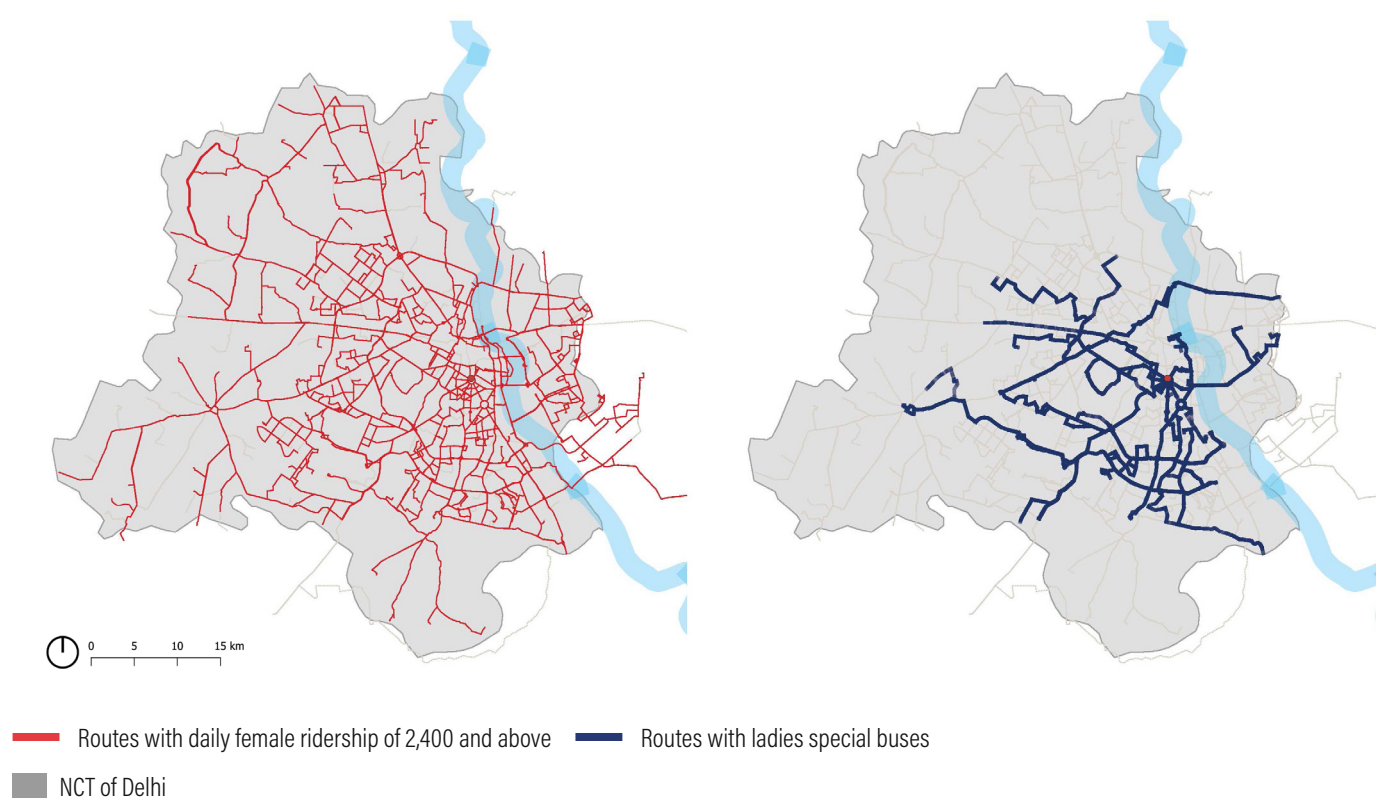 0 5 10 15 km
Routes with daily female ridership of 2,400 and above
Routes with ladies special buses
NCT of Delhi